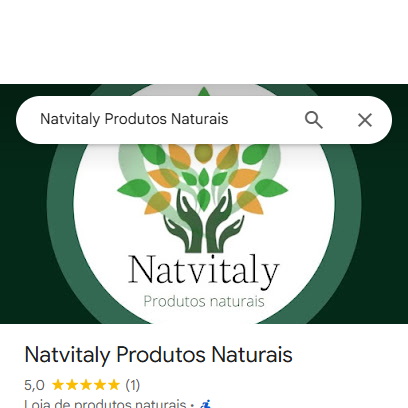 Natvitaly Produtos Naturais
Natvitaly
Produtos naturais
Natvitaly Produtos Naturais
5,0 ★★★★★ (1)
Loja de produtos naturais ·